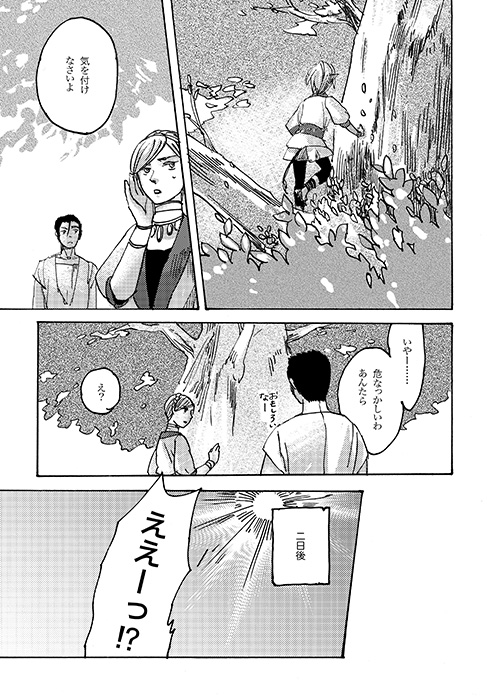 気を付け
なさいよ
いやー……
危なっかしいわ
あんたら
おもしろい
なー
え？
二日後
ええーっ!?